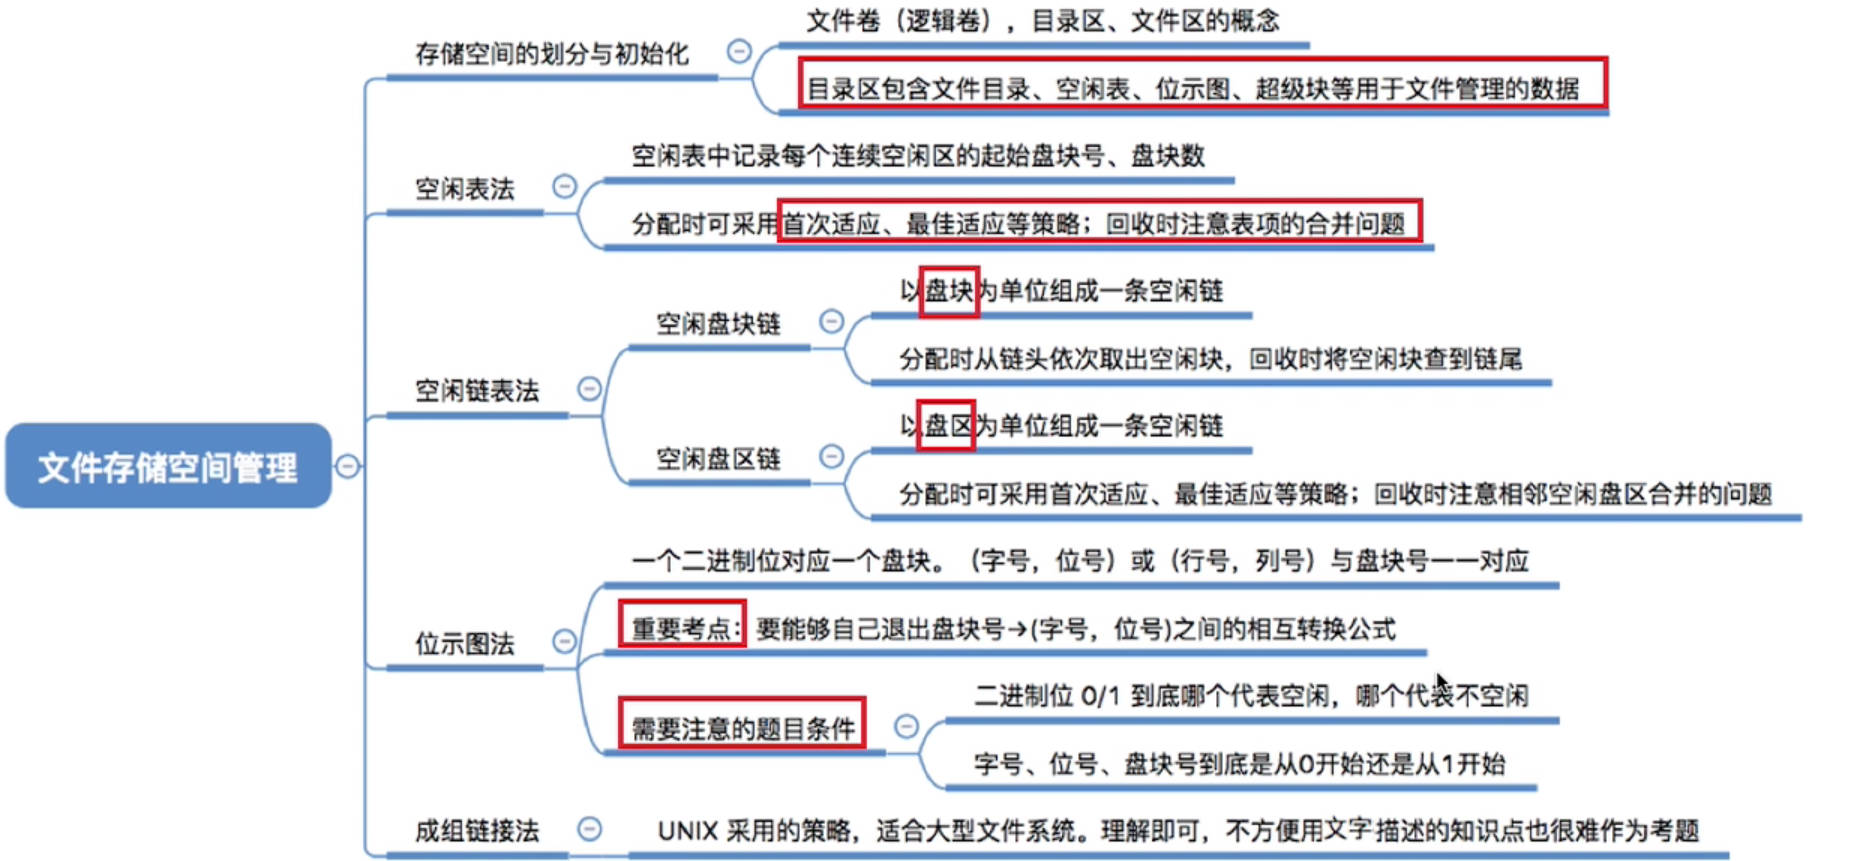 文件卷（逻辑卷），目录区、文件区的概念
存储空间的划分与初始化
目录区包含文件目录、空闲表、位示图、超级块等用于文件管理的数据
空闲表中记录每个连续空闲区的起始盘块号、盘块数
空闲表法
分配时可采用首次适应、最佳适应等策略；回收时注意表项的合并问题
以盘块为单位组成一条空闲链
空闲盘块链
分配时从链头依次取出空闲块，回收时将空闲块查到链尾
空闲链表法
以盘区为单位组成一条空闲链
空闲盘区链
分配时可采用首次适应、最佳适应等策略；回收时注意相邻空闲盘区合并的问题
文件存储空间管理
一个二进制位对应一个盘块。（字号，位号）或（行号，列号）与盘块号一一对应
重要考点：要能够自己退出盘块号→(字号，位号)之间的相互转换公式
位示图法
二进制位 0/1 到底哪个代表空闲，哪个代表不空闲
需要注意的题目条件
字号、位号、盘块号到底是从0开始还是从1开始
成组链接法
UNIX 采用的策略，适合大型文件系统。理解即可，不方便用文字描述的知识点也很难作为考题